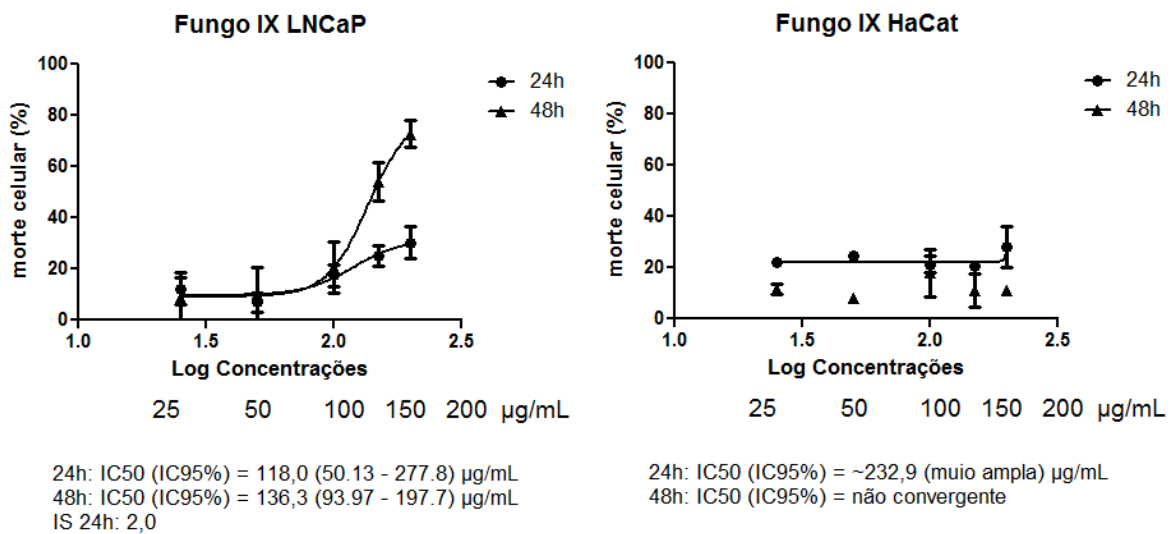 Fungo IX LNCaP
100
80
60
40
20
0
morte celular (%)
24h
48h
1.0 1.5 2.0 2.5
Log Concentrações
25 50 100 150 200 µg/mL
24h: IC50 (IC95%) = 118,0 (50.13 - 277.8) µg/mL
48h: IC50 (IC95%) = 136,3 (93.97 - 197.7) µg/mL
IS 24h: 2,0
Fungo IX HaCat
100
80
60
40
20
0
morte celular (%)
24h
48h
1.0 1.5 2.0 2.5
Log Concentrações
25 50 100 150 200 µg/mL
24h: IC50 (IC95%) = ~232,9 (muio ampla) µg/mL
48h: IC50 (IC95%) = não convergente